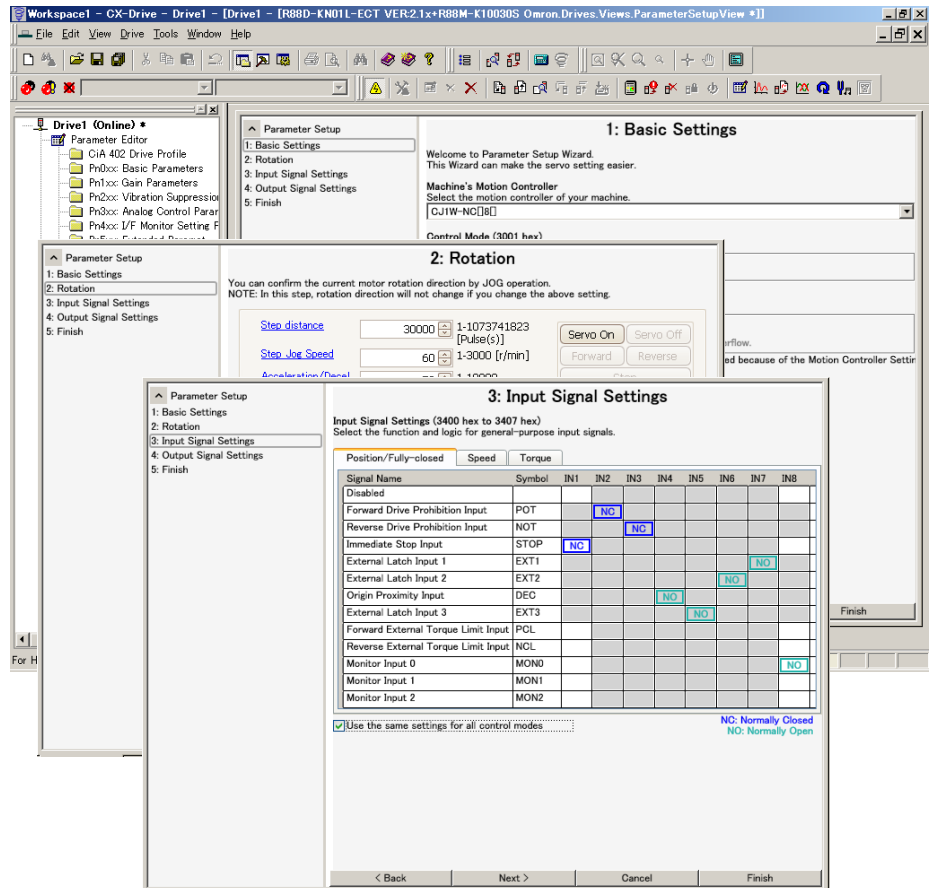 Workspace1 - CX-Drive - Drive1 - [Drive1 - [R88D-KN01L-ECT VER:2.1x+R88M-K10030S Omron.Drives.Views.ParameterSetupView *]]
File Edit View Drive Tools Window Help
Drive1 (Online) *
Parameter Editor
CiA 402 Drive Profile
Pn0xx: Basic Parameters
Pn1xx: Gain Parameters
Pn2xx: Vibration Suppression
Pn3xx: Analog Control Parar
Pn4xx: I/F Monitor Setting F
For H
Parameter Setup
1: Basic Settings
2: Rotation
3: Input Signal Settings
4: Output Signal Settings
5: Finish
1: Basic Settings
Welcome to Parameter Setup Wizard.
This Wizard can make the servo setting easier.
Machine's Motion Controller
Select the motion controller of your machine.
CJ1W-NC[]8[]
Control Mode (3001 hex)
erflow.
ed because of the Motion Controller Settir
Finish
Parameter Setup
1: Basic Settings
2: Rotation
3: Input Signal Settings
4: Output Signal Settings
5: Finish
2: Rotation
You can confirm the current motor rotation direction by JOG operation.
NOTE: In this step, rotation direction will not change if you change the above setting.
Step distance 30000 1-1073741823 [Pulse(s)] Servo On Servo Off
Step Jog Speed 60 1-3000 [r/min] Forward Reverse
Acceleration/Decel
Parameter Setup
1: Basic Settings
2: Rotation
3: Input Signal Settings
4: Output Signal Settings
5: Finish
3: Input Signal Settings
Input Signal Settings (3400 hex to 3407 hex)
Select the function and logic for general-purpose input signals.
Position/Fully-closed Speed Torque
Signal Name Symbol IN1 IN2 IN3 IN4 IN5 IN6 IN7 IN8
Disabled
Forward Drive Prohibition Input POT NC
Reverse Drive Prohibition Input NOT NC
Immediate Stop Input STOP NC
External Latch Input 1 EXT1 NO
External Latch Input 2 EXT2 NO
Origin Proximity Input DEC NO
External Latch Input 3 EXT3 NO
Forward External Torque Limit Input PCL
Reverse External Torque Limit Input NCL
Monitor Input 0 MON0 NO
Monitor Input 1 MON1
Monitor Input 2 MON2
Use the same settings for all control modes
NC: Normally Closed
NO: Normally Open
< Back Next > Cancel Finish